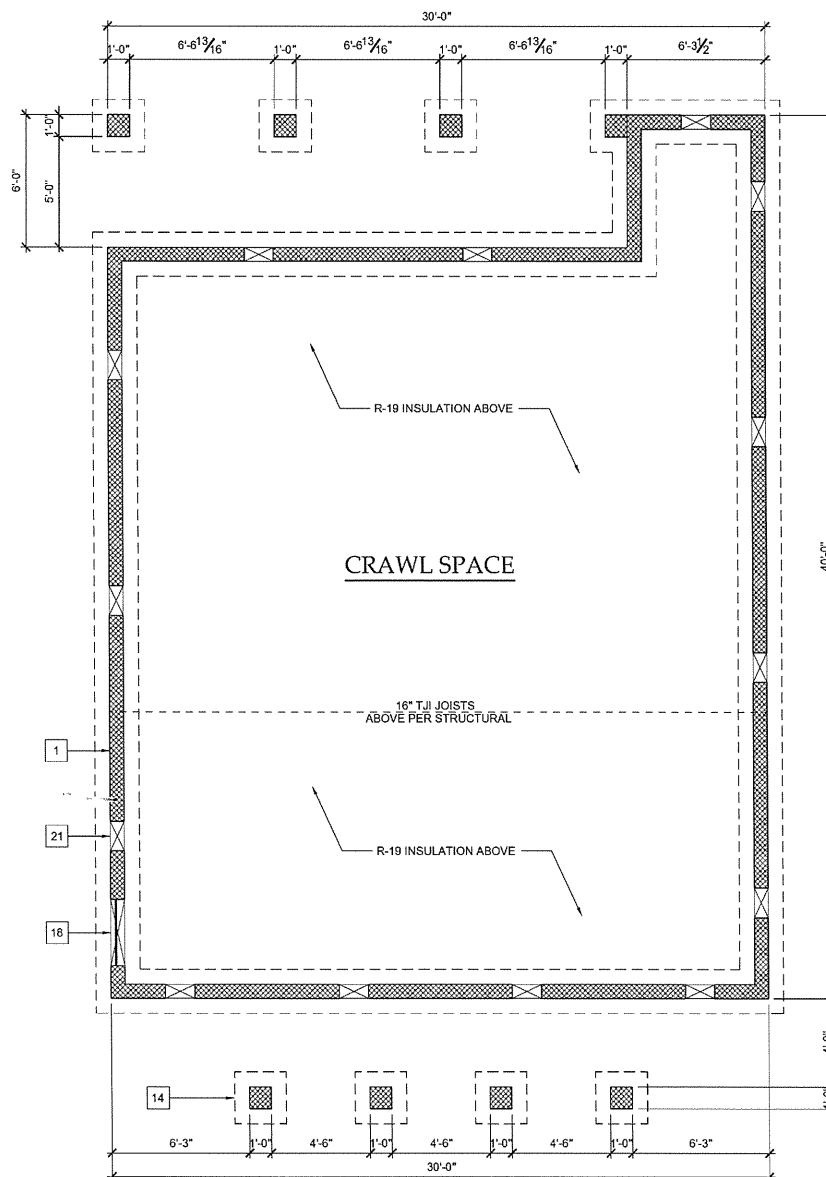 30'-0"
1'-0" 6'-6 13/16" 1'-0" 6'-6 13/16" 1'-0" 6'-6 13/16" 1'-0" 6'-3 1/2"
1'-0"
6'-0"
5'-0"
R-19 INSULATION ABOVE
CRAWL SPACE
40'-0"
16" TJI JOISTS
ABOVE PER STRUCTURAL
1
21
R-19 INSULATION ABOVE
18
14
6'-3" 1'-0" 4'-6" 1'-0" 4'-6" 1'-0" 4'-6" 1'-0" 6'-3"
30'-0"